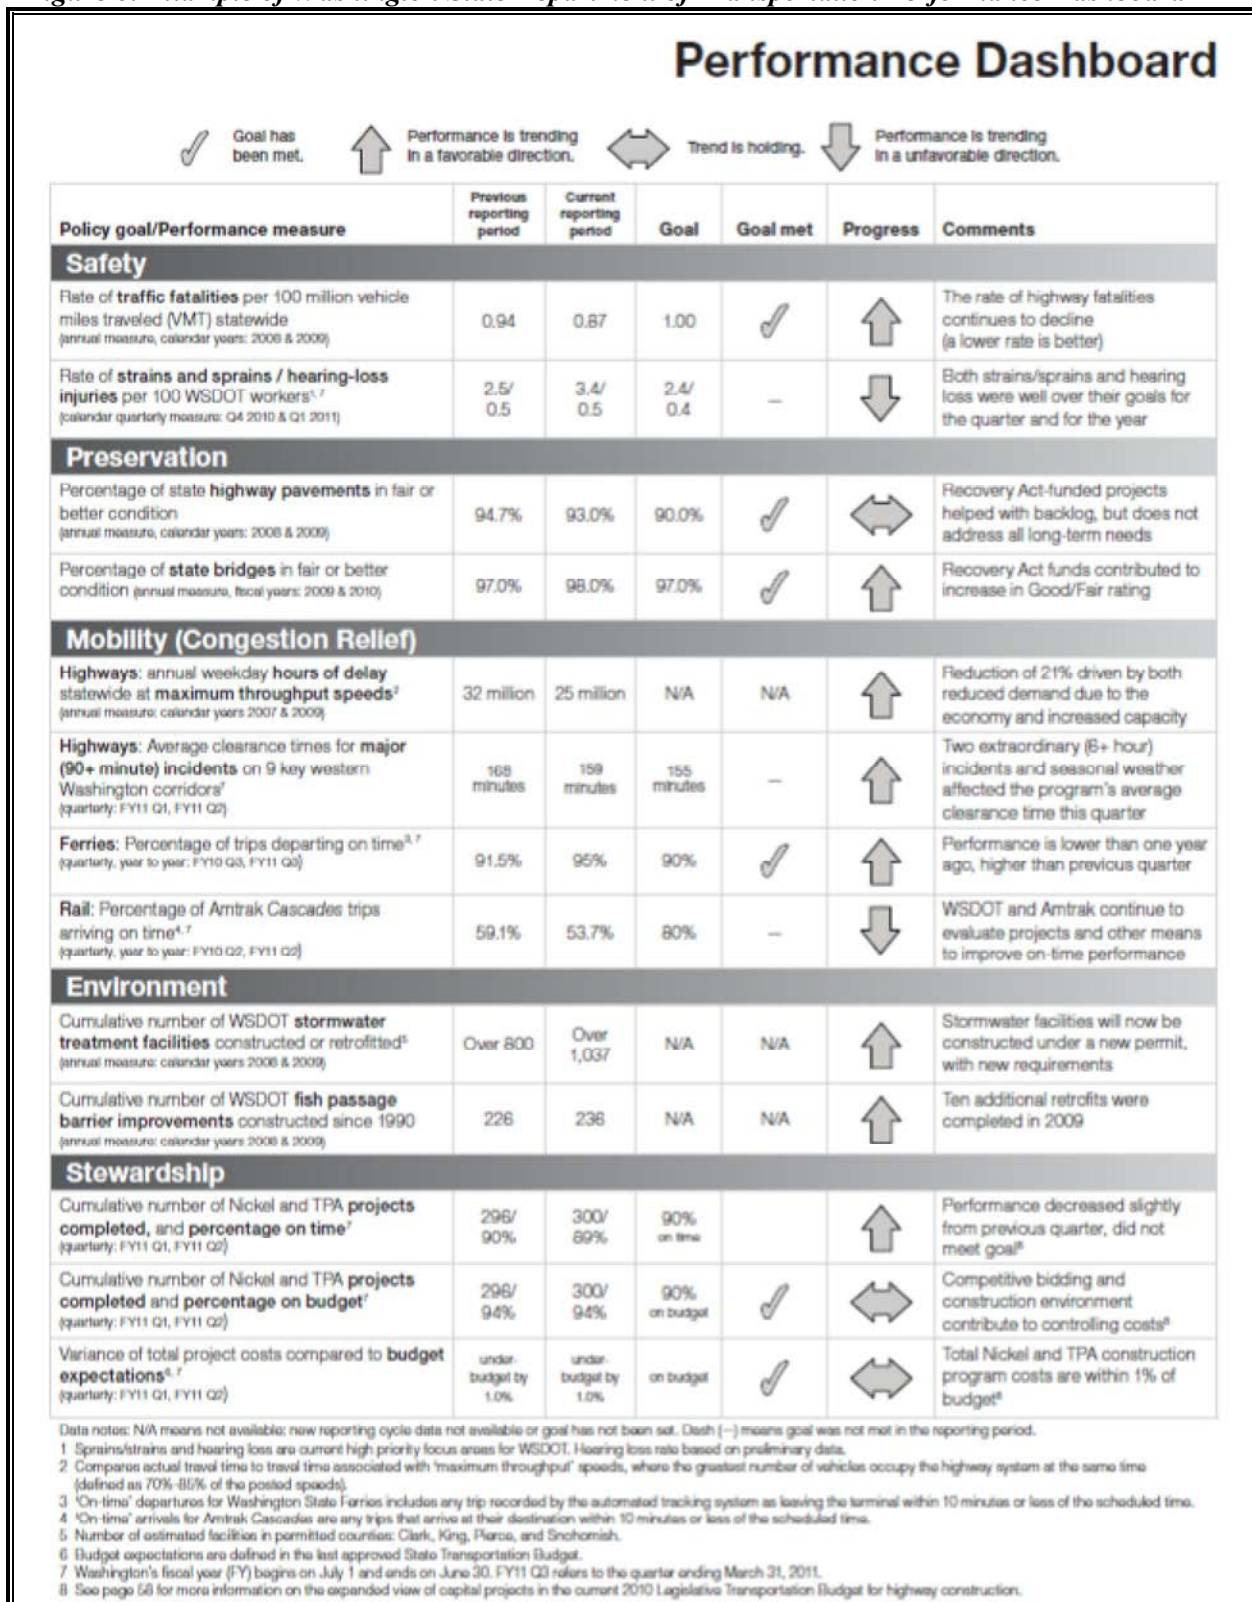 Performance Dashboard
Goal has
been met.
Performance is trending
in a favorable direction.
Trend is holding.
Performance is trending
in a unfavorable direction.
Policy goal/Performance measure
Previous
reporting
period
Current
reporting
period
Goal
Goal met
Progress
Comments
Safety
Rate of traffic fatalities per 100 million vehicle
miles traveled (VMT) statewide
(annual measure, calendar years: 2008 & 2009)
0.94
0.87
1.00
The rate of highway fatalities
continues to decline
(a lower rate is better)
Rate of strains and sprains / hearing-loss
injuries per 100 WSDOT workers1, 7
(calendar quarterly measure: Q4 2010 & Q1 2011)
2.5/
0.5
3.4/
0.5
2.4/
0.4
–
Both strains/sprains and hearing
loss were well over their goals for
the quarter and for the year
Preservation
Percentage of state highway pavements in fair or
better condition
(annual measure, calendar years: 2008 & 2009)
94.7%
93.0%
90.0%
Recovery Act-funded projects
helped with backlog, but does not
address all long-term needs
Percentage of state bridges in fair or better
condition (annual measure, fiscal years: 2009 & 2010)
97.0%
98.0%
97.0%
Recovery Act funds contributed to
increase in Good/Fair rating
Mobility (Congestion Relief)
Highways: annual weekday hours of delay
statewide at maximum throughput speeds2
(annual measure: calendar years 2007 & 2009)
32 million
25 million
N/A
N/A
Reduction of 21% driven by both
reduced demand due to the
economy and increased capacity
Highways: Average clearance times for major
(90+ minute) incidents on 9 key western
Washington corridors7
(quarterly: FY11 Q1, FY11 Q2)
168
minutes
159
minutes
155
minutes
–
Two extraordinary (6+ hour)
incidents and seasonal weather
affected the program's average
clearance time this quarter
Ferries: Percentage of trips departing on time3, 7
(quarterly, year to year: FY10 Q3, FY11 Q3)
91.5%
95%
90%
Performance is lower than one year
ago, higher than previous quarter
Rail: Percentage of Amtrak Cascades trips
arriving on time4, 7
(quarterly, year to year: FY10 Q2, FY11 Q2)
59.1%
53.7%
80%
–
WSDOT and Amtrak continue to
evaluate projects and other means
to improve on-time performance
Environment
Cumulative number of WSDOT stormwater
treatment facilities constructed or retrofitted5
(annual measure: calendar years 2008 & 2009)
Over 800
Over
1,037
N/A
N/A
Stormwater facilities will now be
constructed under a new permit,
with new requirements
Cumulative number of WSDOT fish passage
barrier improvements constructed since 1990
(annual measure: calendar years 2008 & 2009)
226
236
N/A
N/A
Ten additional retrofits were
completed in 2009
Stewardship
Cumulative number of Nickel and TPA projects
completed, and percentage on time7
(quarterly: FY11 Q1, FY11 Q2)
296/
90%
300/
89%
90%
on time
Performance decreased slightly
from previous quarter, did not
meet goal8
Cumulative number of Nickel and TPA projects
completed and percentage on budget7
(quarterly: FY11 Q1, FY11 Q2)
296/
94%
300/
94%
90%
on budget
Competitive bidding and
construction environment
contribute to controlling costs8
Variance of total project costs compared to budget
expectations6, 7
(quarterly: FY11 Q1, FY11 Q2)
under-
budget by
1.0%
under-
budget by
1.0%
on budget
Total Nickel and TPA construction
program costs are within 1% of
budget8
Data notes: N/A means not available: new reporting cycle data not available or goal has not been set. Dash (–) means goal was not met in the reporting period.
1 Sprains/strains and hearing loss are current high priority focus areas for WSDOT. Hearing loss rate based on preliminary data.
2 Compares actual travel time to travel time associated with 'maximum throughput' speeds, where the greatest number of vehicles occupy the highway system at the same time
(defined as 70%-85% of the posted speeds).
3 'On-time' departures for Washington State Ferries includes any trip recorded by the automated tracking system as leaving the terminal within 10 minutes or less of the scheduled time.
4 'On-time' arrivals for Amtrak Cascades are any trips that arrive at their destination within 10 minutes or less of the scheduled time.
5 Number of estimated facilities in permitted counties: Clark, King, Pierce, and Snohomish.
6 Budget expectations are defined in the last approved State Transportation Budget.
7 Washington's fiscal year (FY) begins on July 1 and ends on June 30. FY11 Q3 refers to the quarter ending March 31, 2011.
8 See page 58 for more information on the expanded view of capital projects in the current 2010 Legislative Transportation Budget for highway construction.